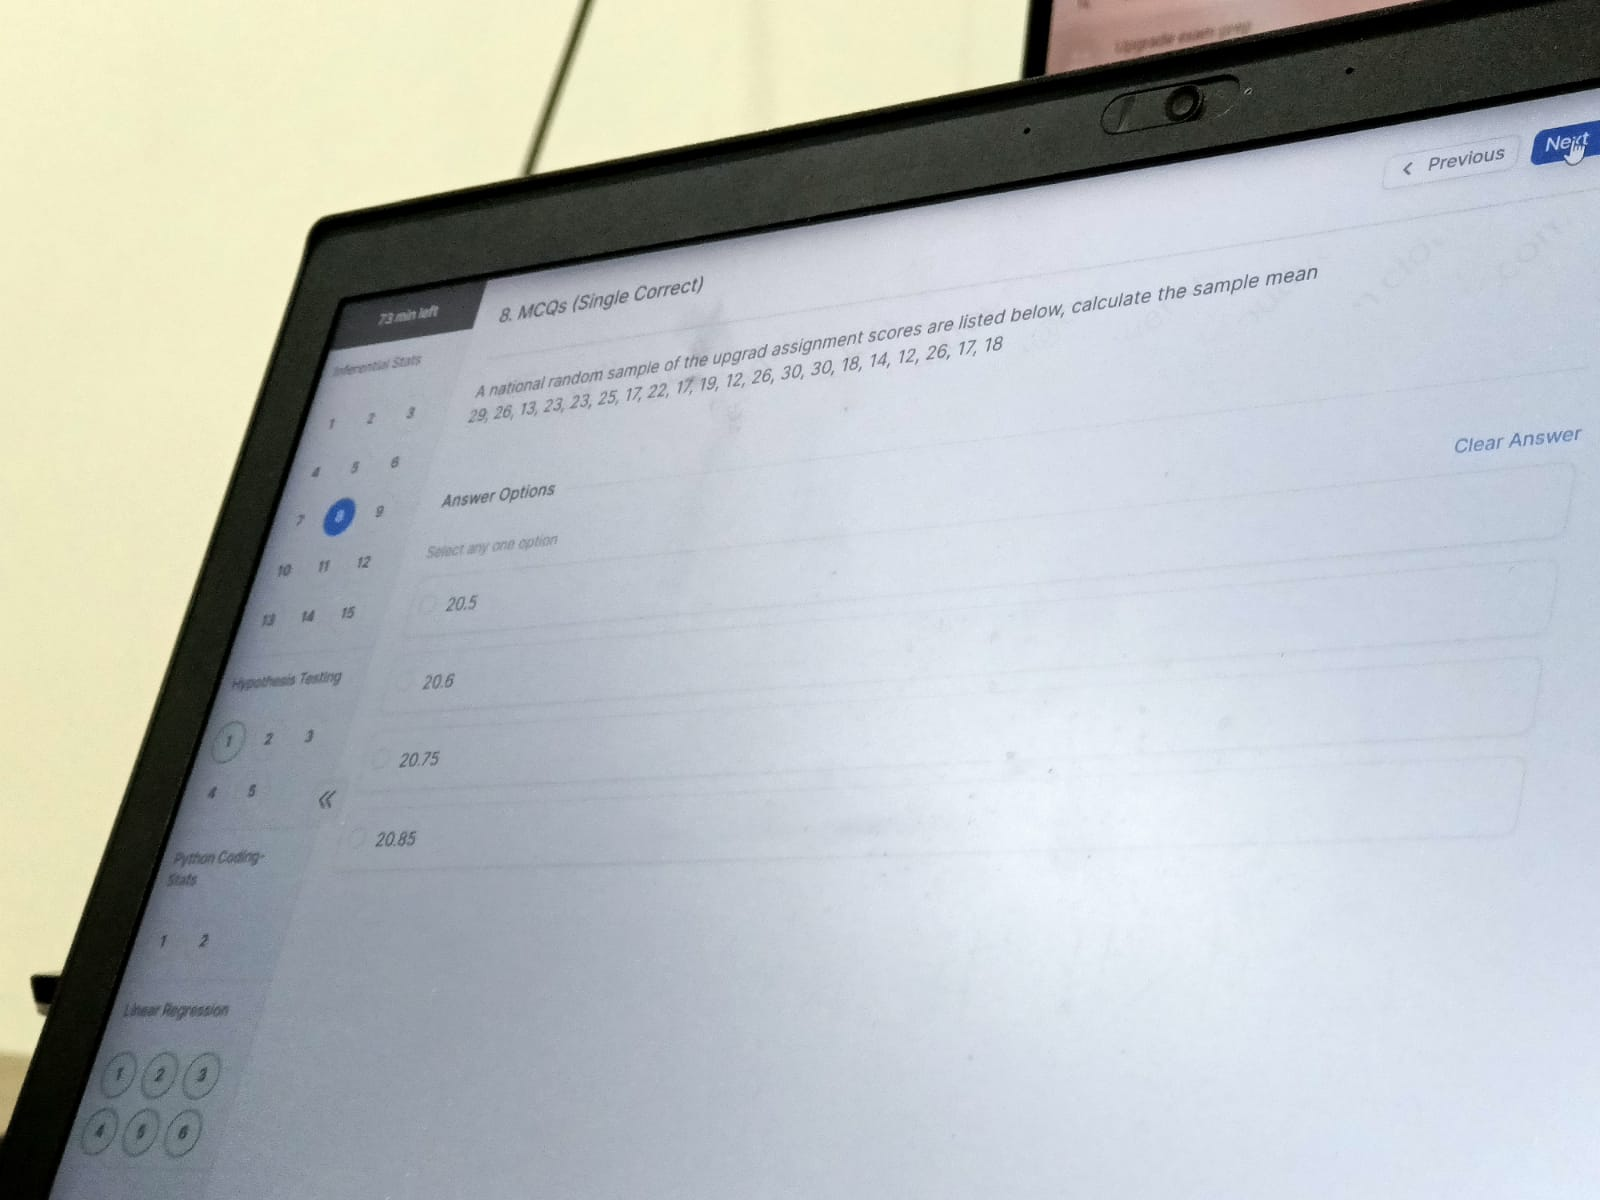 Upgrade exam prep
Previous
Next
73 min left
8. MCQs (Single Correct)
A national random sample of the upgrad assignment scores are listed below, calculate the sample mean
29, 26, 13, 23, 23, 25, 17, 22, 17, 19, 12, 26, 30, 30, 18, 14, 12, 26, 17, 18
Clear Answer
Answer Options
Select any one option
20.5
20.6
20.75
20.85
Inferential Stats
1 2 3
4 5 6
7 8 9
10 11 12
13 14 15
Hypothesis Testing
1 2 3
4 5
Python Coding-
Stats
1 2
Linear Regression
1 2 3
4 5 6